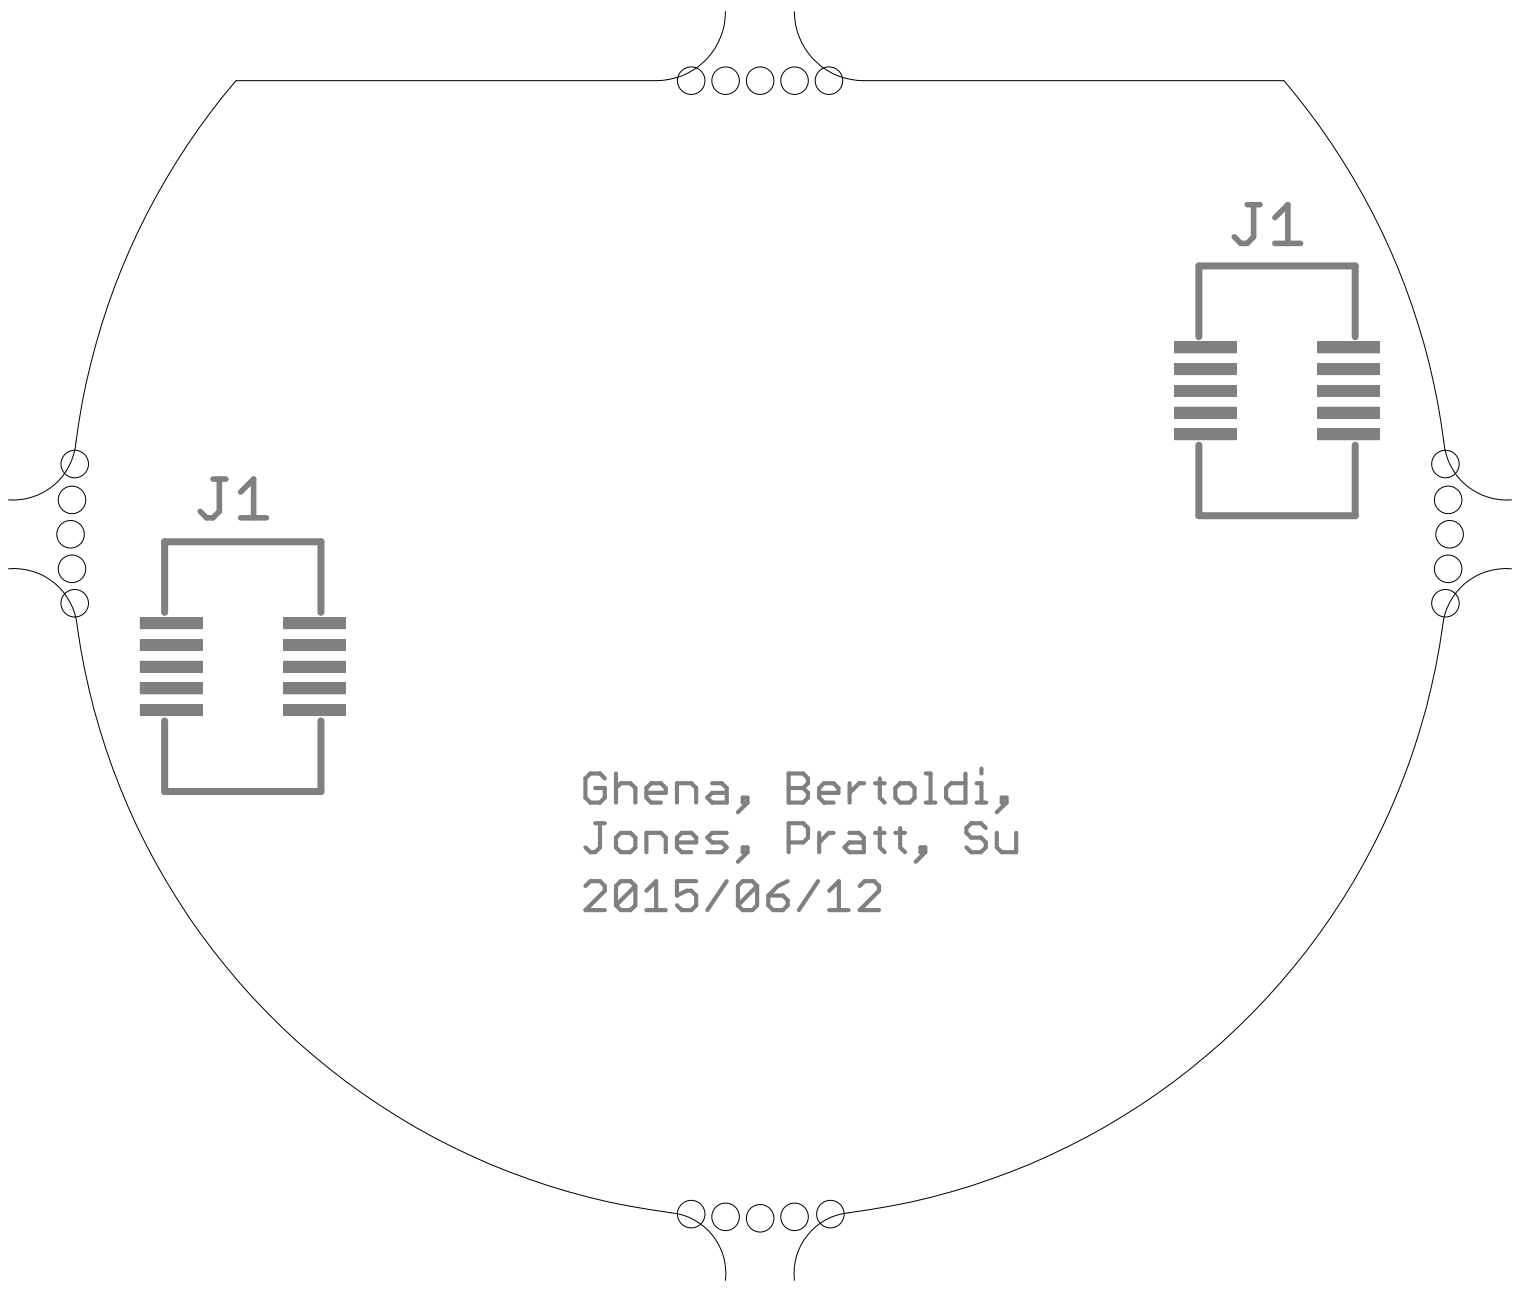 J1
J1
Ghena, Bertoldi,
Jones, Pratt, Su
2015/06/12